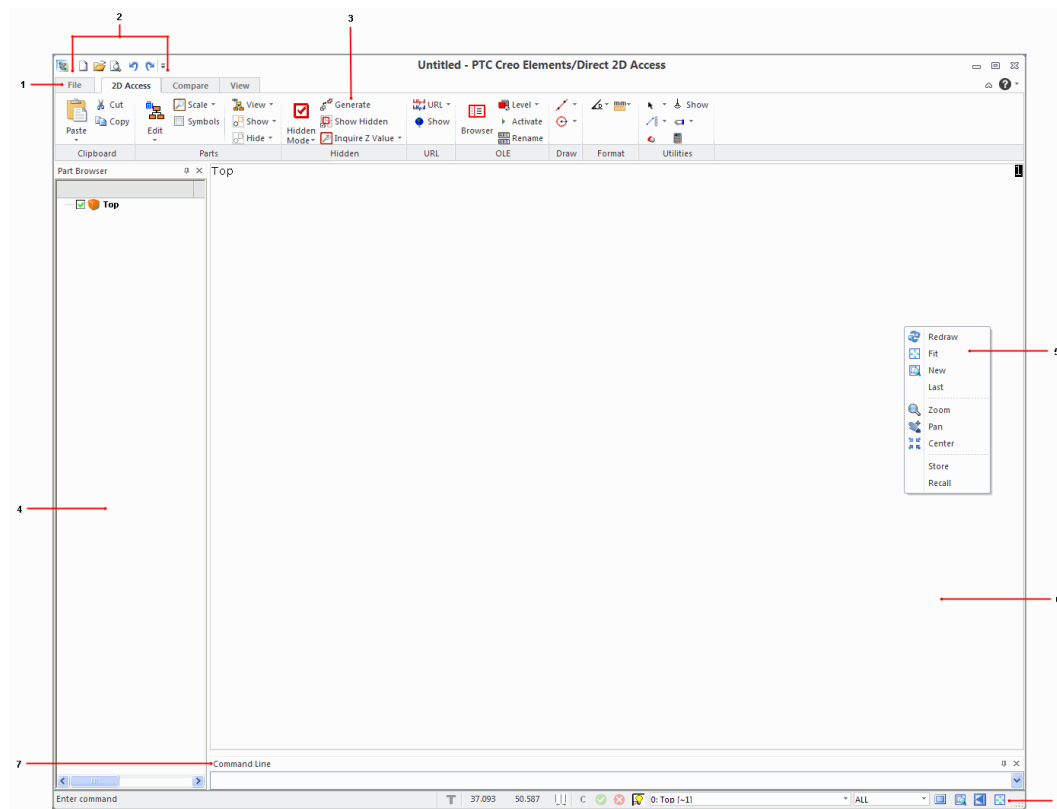 2
3
Untitled - PTC Creo Elements/Direct 2D Access
1
File 2D Access Compare View
Cut
Copy
Paste
Edit
Scale
Symbols
View
Show
Hide
Hidden Mode
Generate
Show Hidden
Inquire Z Value
URL
Show
Browser
Level
Activate
Rename
Show
Clipboard Parts Hidden URL OLE Draw Format Utilities
Part Browser
Top
1
Top
Redraw
Fit
5
New
Last
Zoom
Pan
Center
Store
Recall
4
7
Command Line
Enter command
T 37.093 50.587 C 0: Top [~1] ALL